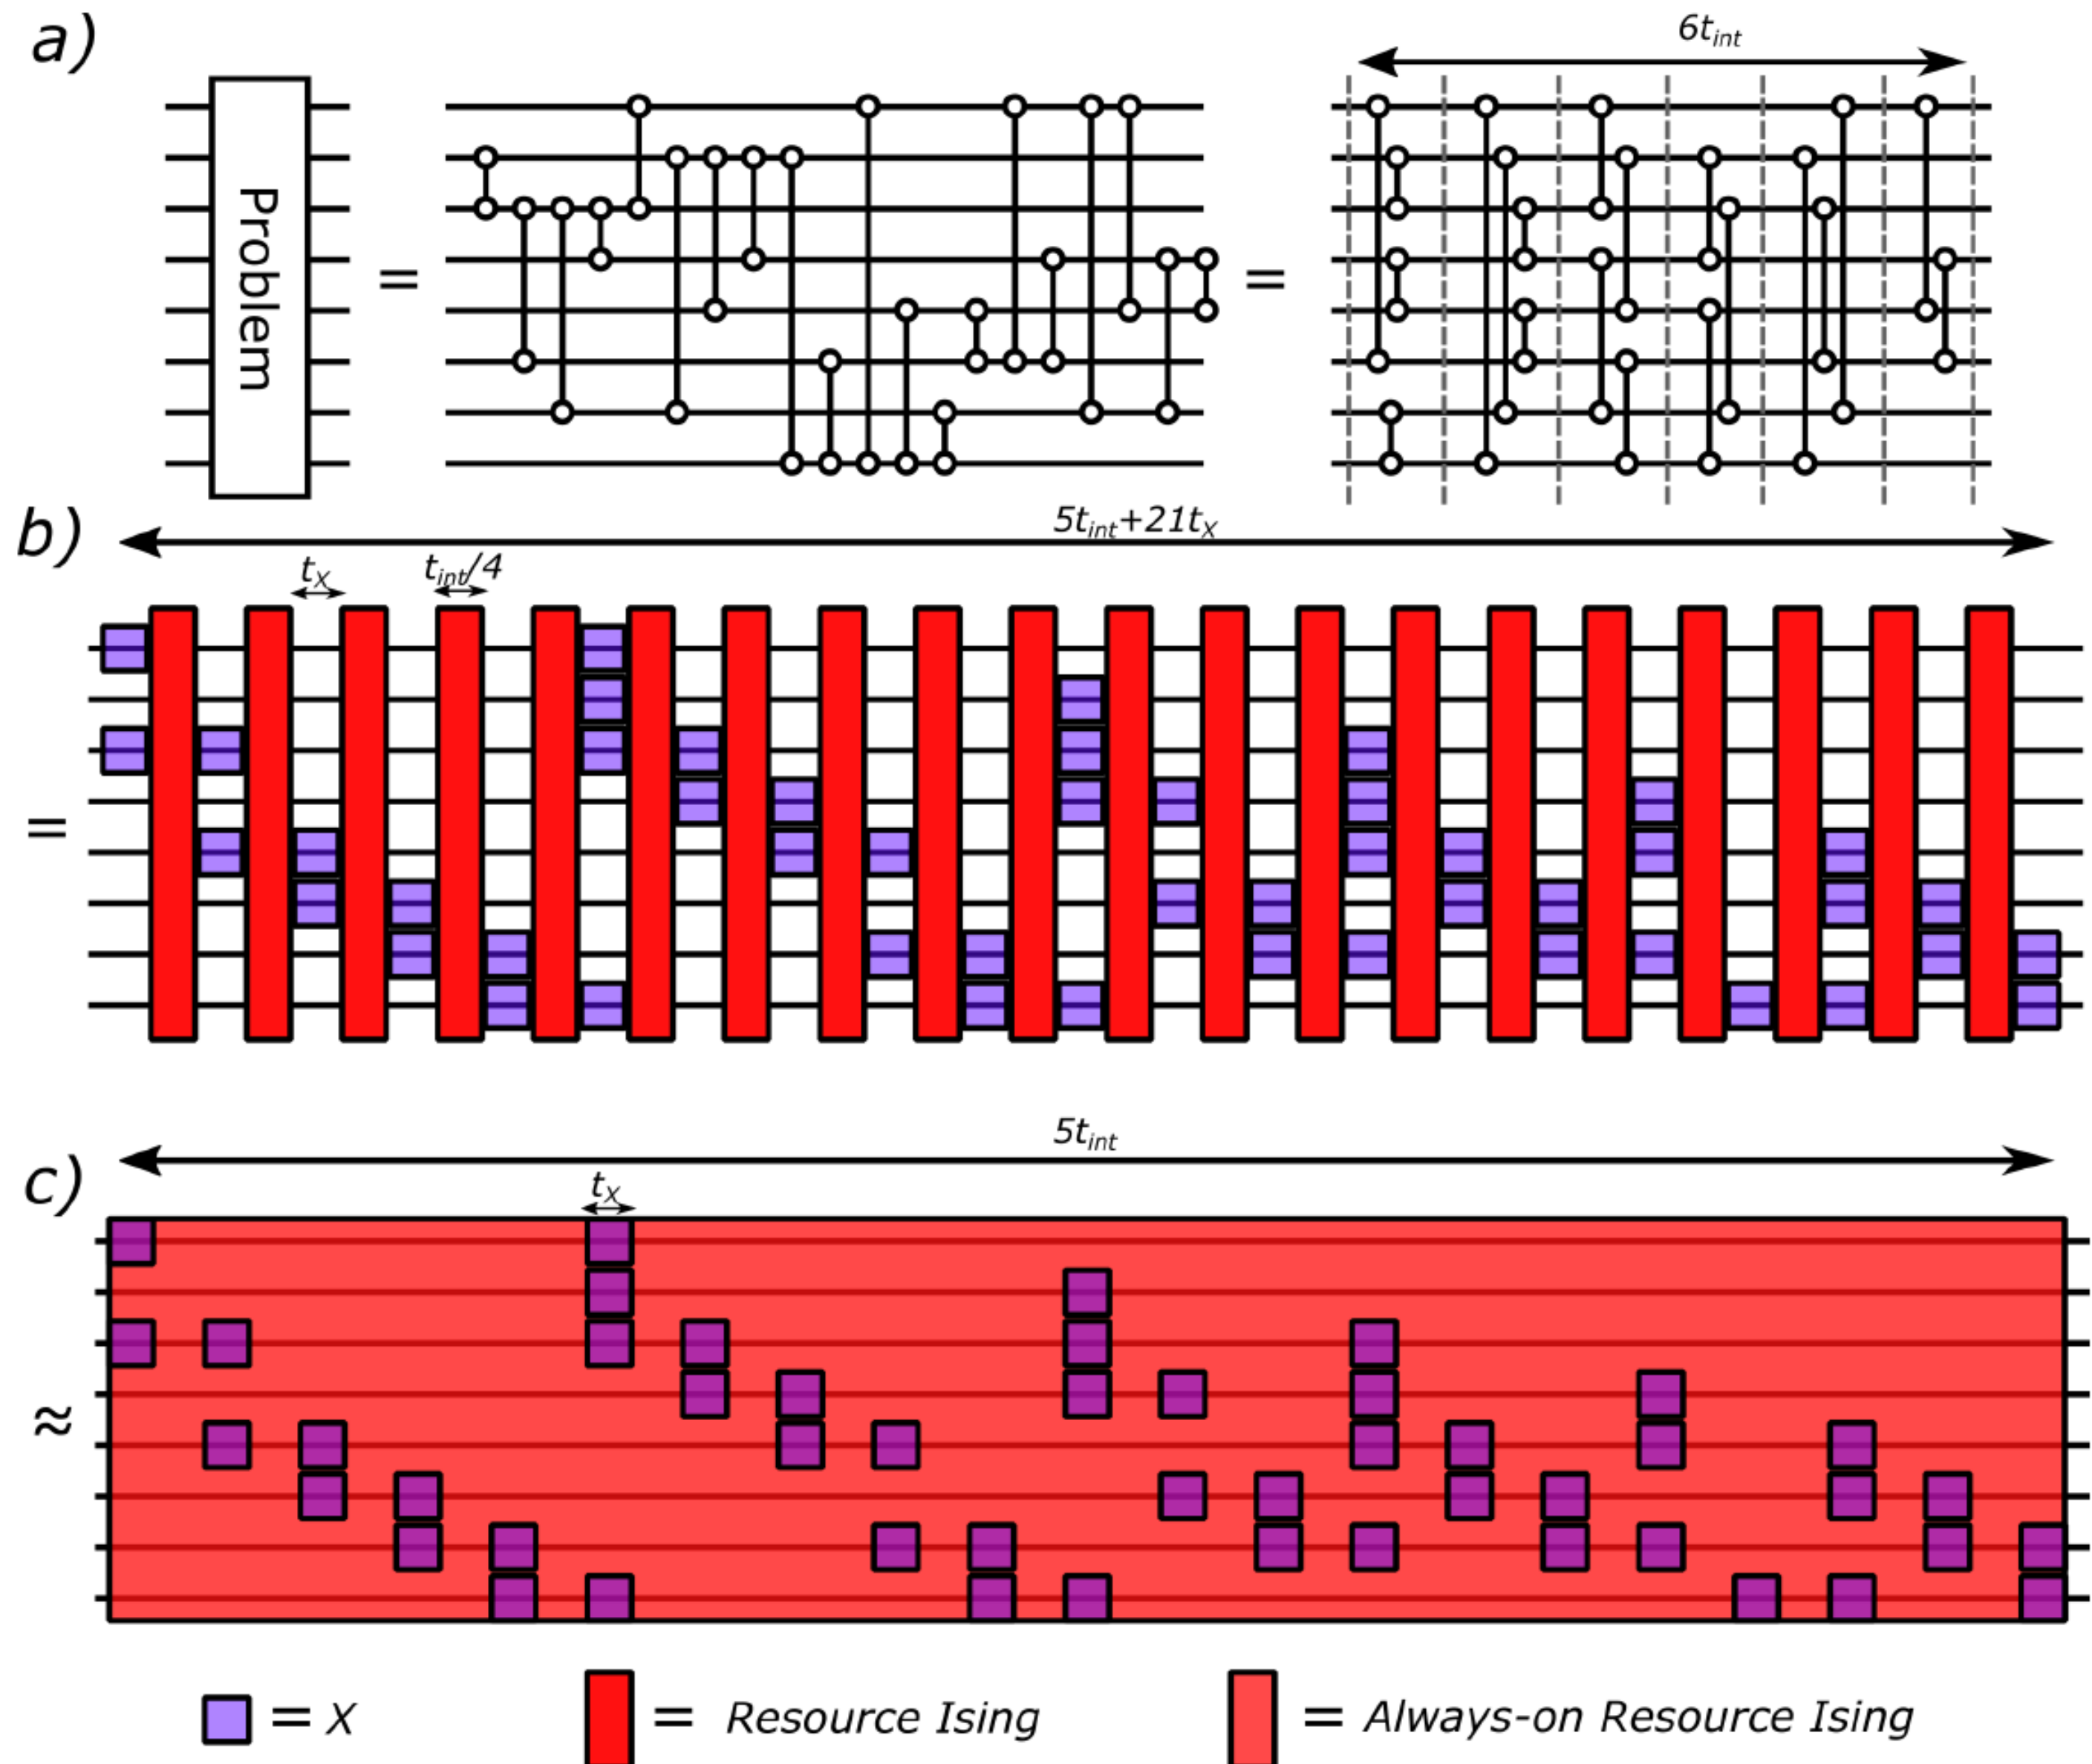 a)
6t_int
Problem
=
=
b)
5t_int+21t_X
t_X
t_int/4
=
c)
5t_int
t_X
≈
= X
= Resource Ising
= Always-on Resource Ising